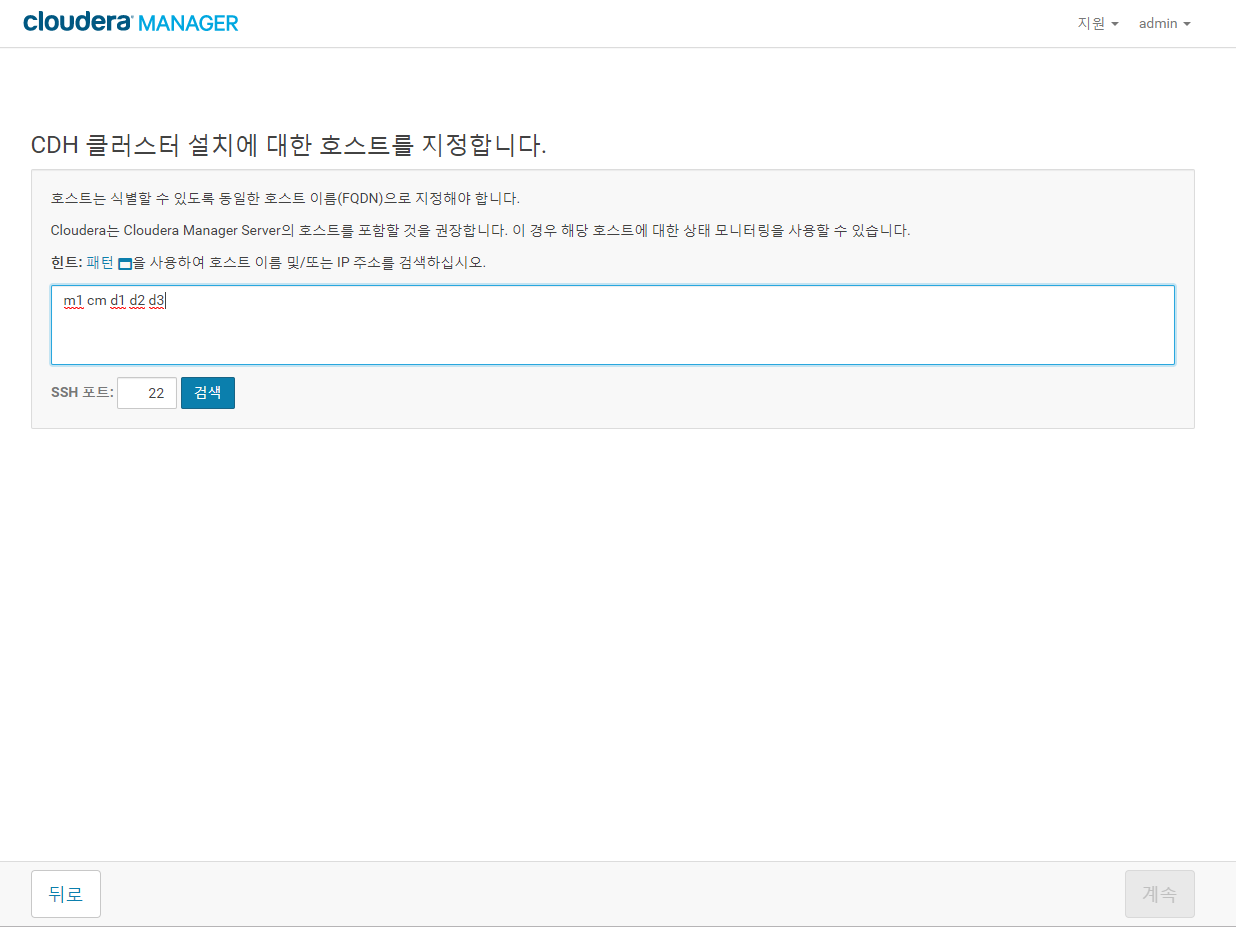 cloudera MANAGER
지원 admin
CDH 클러스터 설치에 대한 호스트를 지정합니다.
호스트는 식별할 수 있도록 동일한 호스트 이름(FQDN)으로 지정해야 합니다.
Cloudera는 Cloudera Manager Server의 호스트를 포함할 것을 권장합니다. 이 경우 해당 호스트에 대한 상태 모니터링을 사용할 수 있습니다.
힌트: 패턴 을 사용하여 호스트 이름 및/또는 IP 주소를 검색하십시오.
m1 cm d1 d2 d3
SSH 포트: 22 검색
뒤로 계속